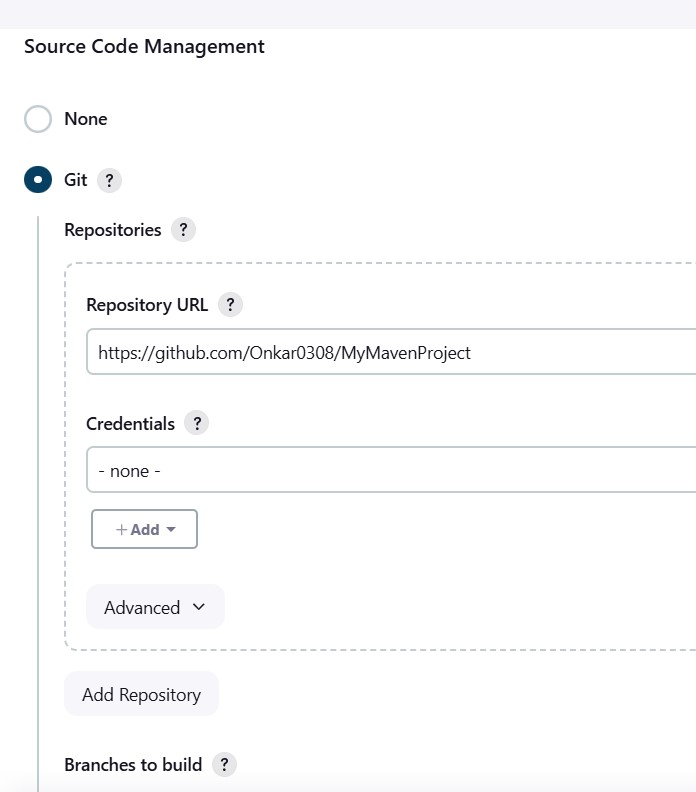 Source Code Management
None
Git ?
Repositories ?
Repository URL ?
https://github.com/Onkar0308/MyMavenProject
Credentials ?
- none -
+ Add
Advanced
Add Repository
Branches to build ?